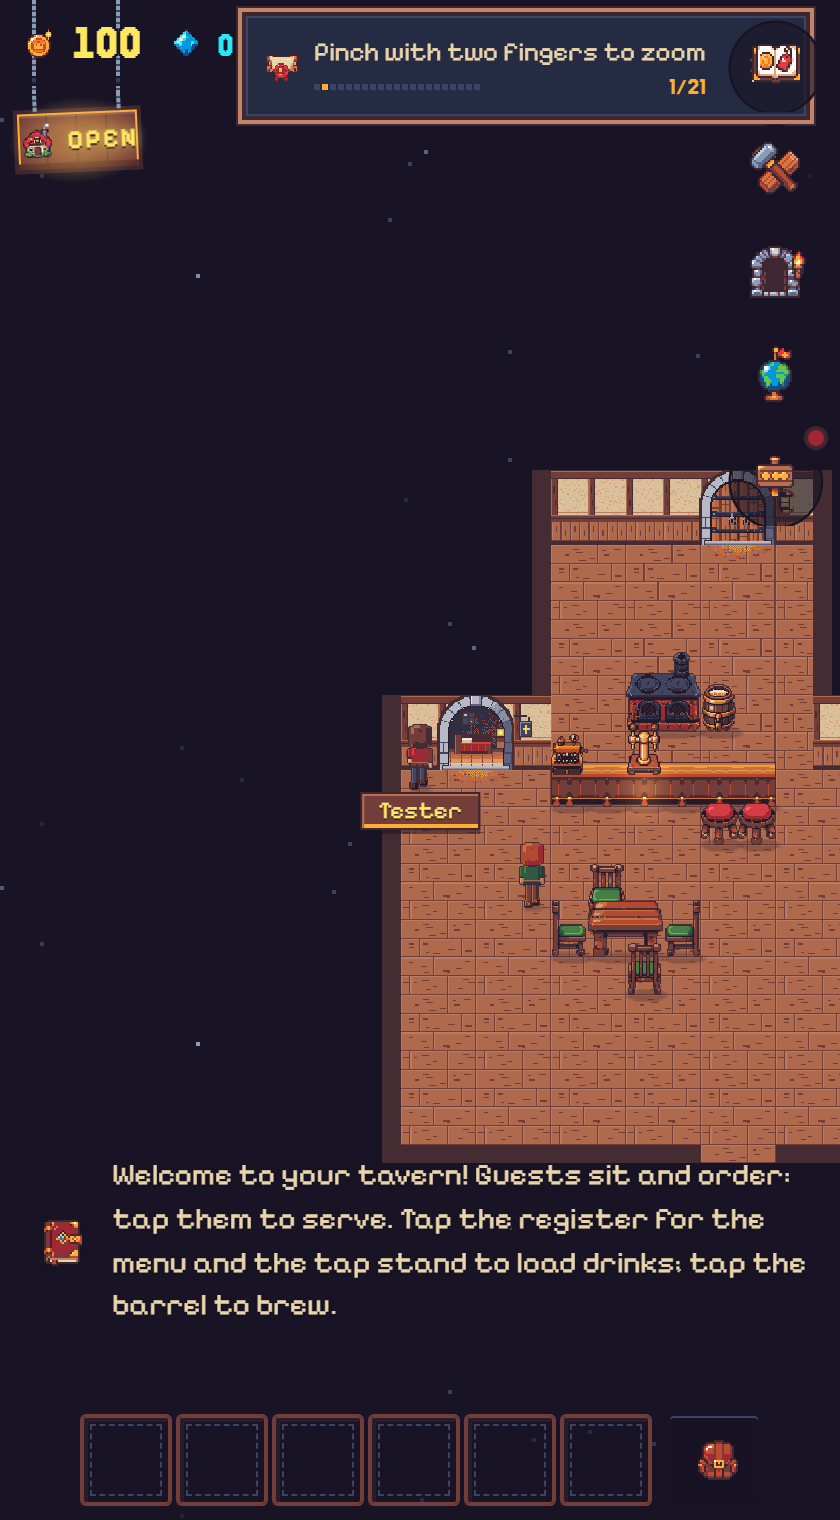 100
0
Pinch with two fingers to zoom
1/21
OPEN
Tester
Welcome to your tavern! Guests sit and order:
tap them to serve. Tap the register for the
menu and the tap stand to load drinks; tap the
barrel to brew.